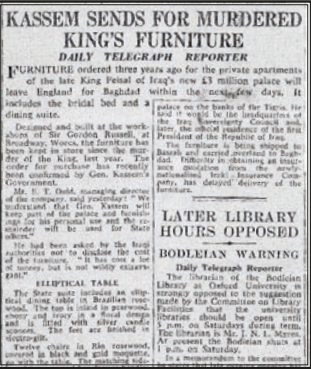 KASSEM SENDS FOR MURDERED
KING'S FURNITURE
DAILY TELEGRAPH REPORTER
FURNITURE ordered three years ago for the private apartments
of the late King Feisal of Iraq's new £3 million palace will
leave England for Baghdad within the next few days. It
includes the bridal bed and a
dining suite.
Designed and built at the work-
shops of Sir Gordon Russell, at
Broadway, Worcs, the furniture has
been kept in store since the mur-
der of the King, last year. The
order for purchase has recently
been confirmed by Gen. Kassem's
Government.
managing director
of the company, said yesterday: "We
understand that Gen. Kassem will
keep part of the palace and furnish-
ings for his personal use and the re-
mainder will be used for State
He had been asked by the Iraqi
authorities not to disclose the cost
of the furniture. "It has cost a lot
of money, but is not wildly extrava-
gant."
ELLIPTICAL TABLE
The State suite includes an ellip-
tical dining table in Brazilian rose-
wood. The top is inlaid in
ebony and ivory in a floral design
and is fitted with silver candle
sconces. The feet are finished in
electro-gilt.
Twelve chairs in Rio rosewood,
covered in black and gold moquette,
palace on the banks of the Tigris. He
said it would be the headquarters of
the Iraq Sovereignty Council and,
later, the official residence of the first
President of the Republic of Iraq.
The furniture is being shipped to
Basrah and carried overland to Bagh-
dad. Difficulty in obtaining an insur-
ance quotation from the newly-
nationalised Iraki Insurance Com-
pany, has delayed delivery of the
furniture.
LATER LIBRARY
HOURS OPPOSED
BODLEIAN WARNING
Daily Telegraph Reporter
The librarian of the Bodleian
Library at Oxford University is
strongly opposed to the suggestion
made by the Committee on Library
Facilities that the university
libraries should be open until
5 p.m. on Saturdays during term.
The librarian is Mr. J. N. L. Myres.
At present the Bodleian shuts at
1 p.m. on Saturday.
In a memorandum to the committee